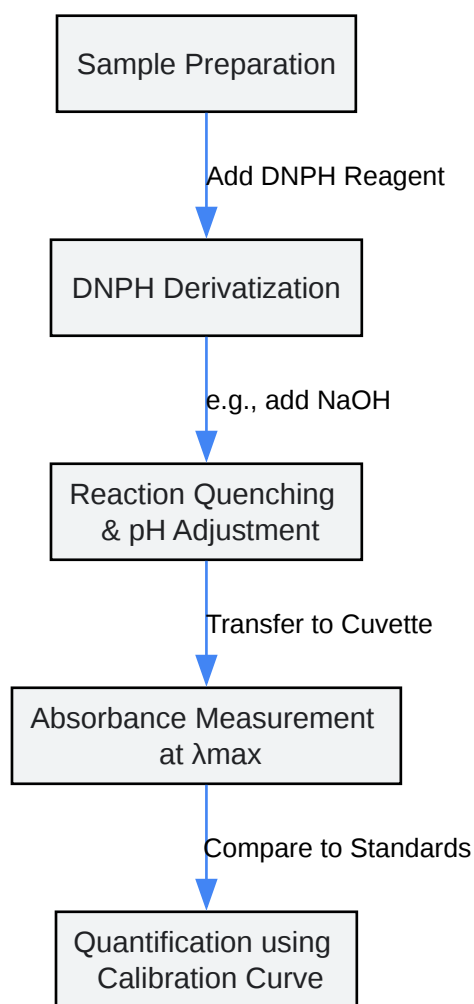 Sample Preparation
Add DNPH Reagent
DNPH Derivatization
e.g., add NaOH
Reaction Quenching
& pH Adjustment
Transfer to Cuvette
Absorbance Measurement
at λmax
Compare to Standards
Quantification using
Calibration Curve